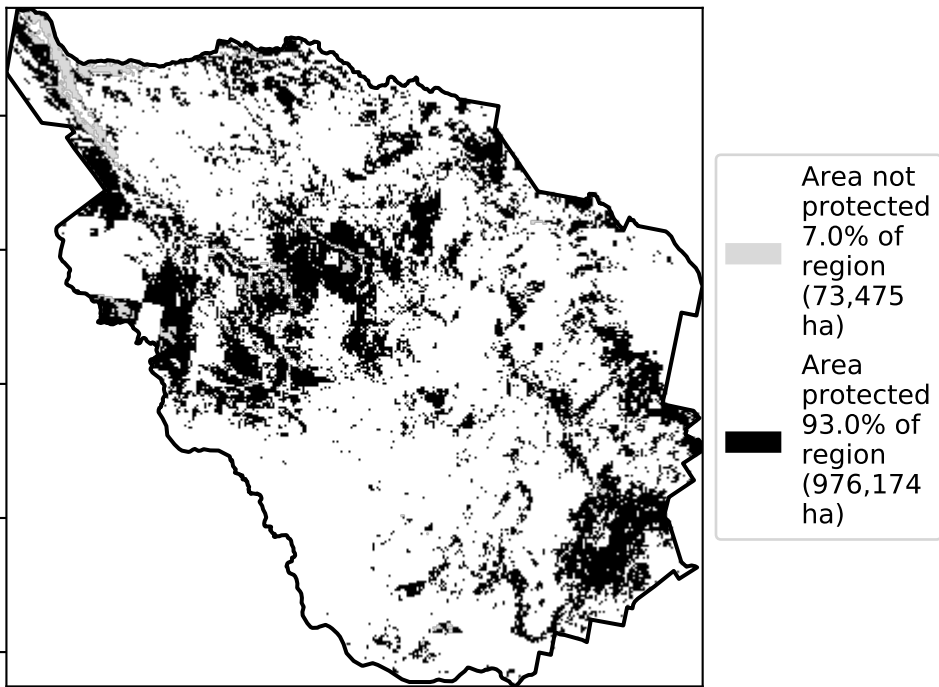 Area not
protected
7.0% of
region
(73,475
ha)
Area
protected
93.0% of
region
(976,174
ha)